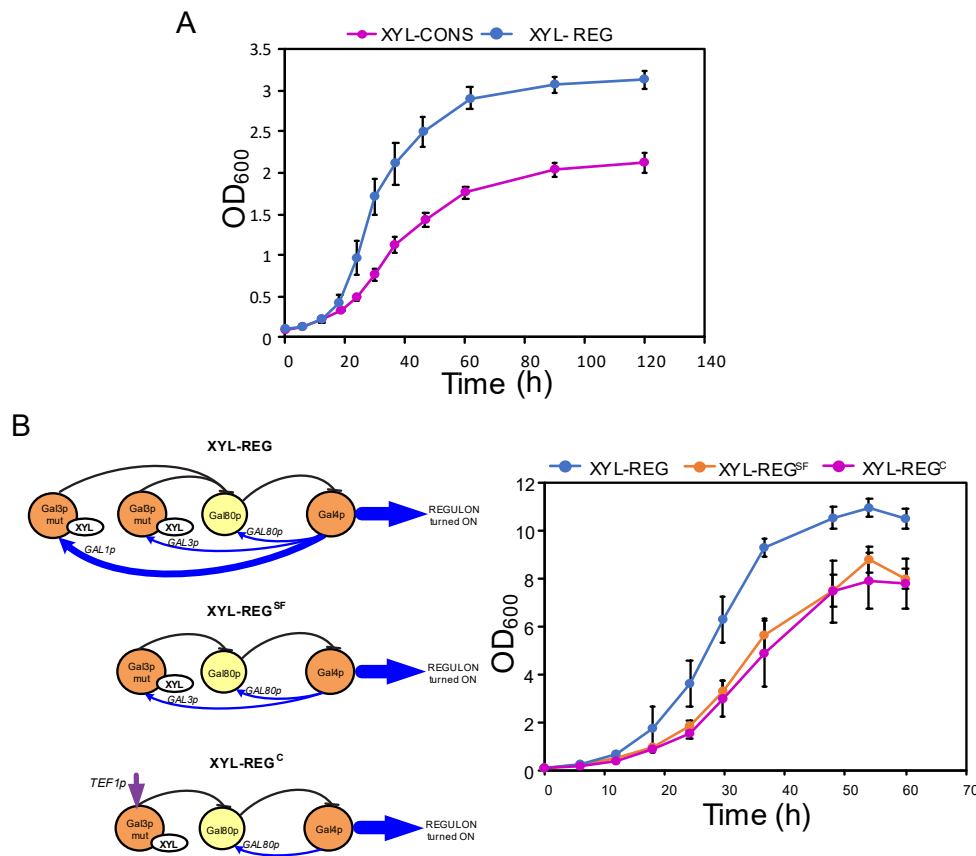 A
XYL-CONS XYL- REG
3.5
3
2.5
2
1.5
1
0.5
0
OD600
0 20 40 60 80 100 120 140
Time (h)
B
XYL-REG
Gal3p mut
XYL
Gal3p mut
XYL
Gal80p
Gal4p
GAL1p
GAL3p
GAL80p
REGULON
turned ON
XYL-REGSF
Gal3p mut
XYL
Gal80p
Gal4p
GAL3p
GAL80p
REGULON
turned ON
XYL-REGC
TEF1p
Gal3p mut
XYL
Gal80p
Gal4p
GAL80p
REGULON
turned ON
XYL-REG XYL-REGSF XYL-REGC
12
10
8
6
4
2
0
OD600
0 10 20 30 40 50 60 70
Time (h)